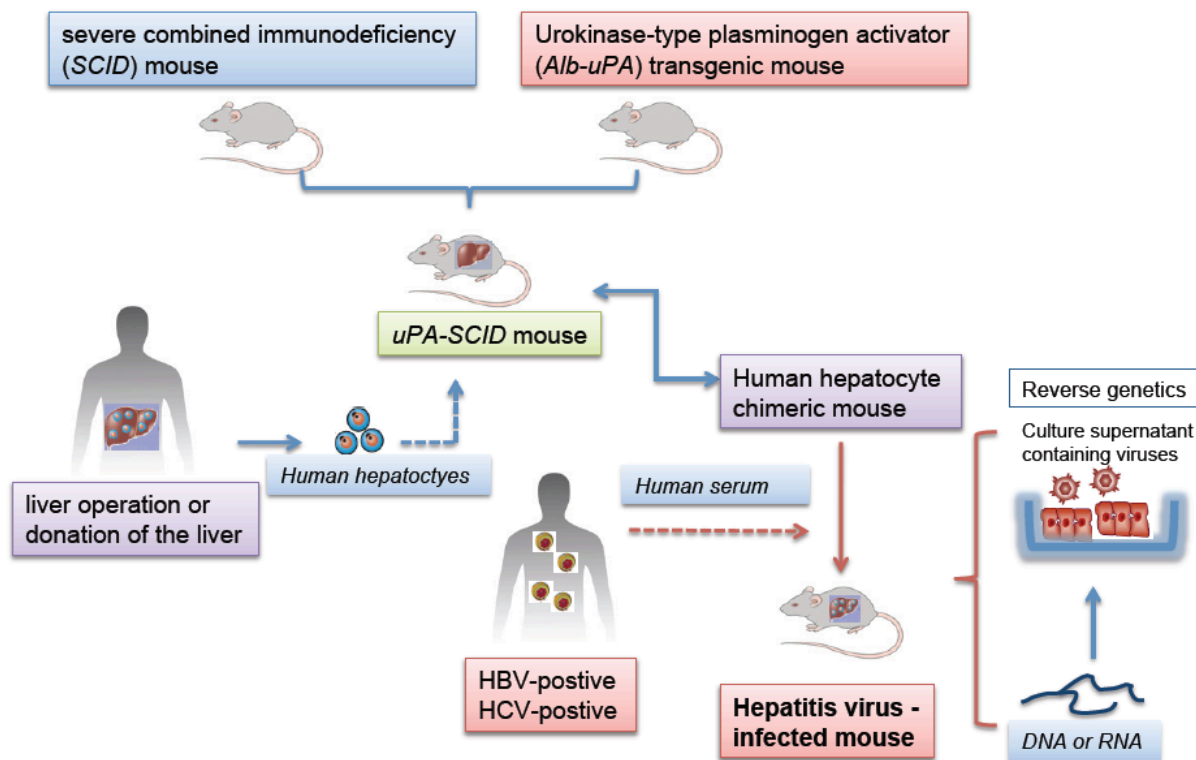 severe combined immunodeficiency
(SCID) mouse
Urokinase-type plasminogen activator
(Alb-uPA) transgenic mouse
uPA-SCID mouse
Human hepatocyte
chimeric mouse
Reverse genetics
Culture supernatant
containing viruses
Human hepatoctyes
Human serum
liver operation or
donation of the liver
HBV-postive
HCV-postive
Hepatitis virus -
infected mouse
DNA or RNA